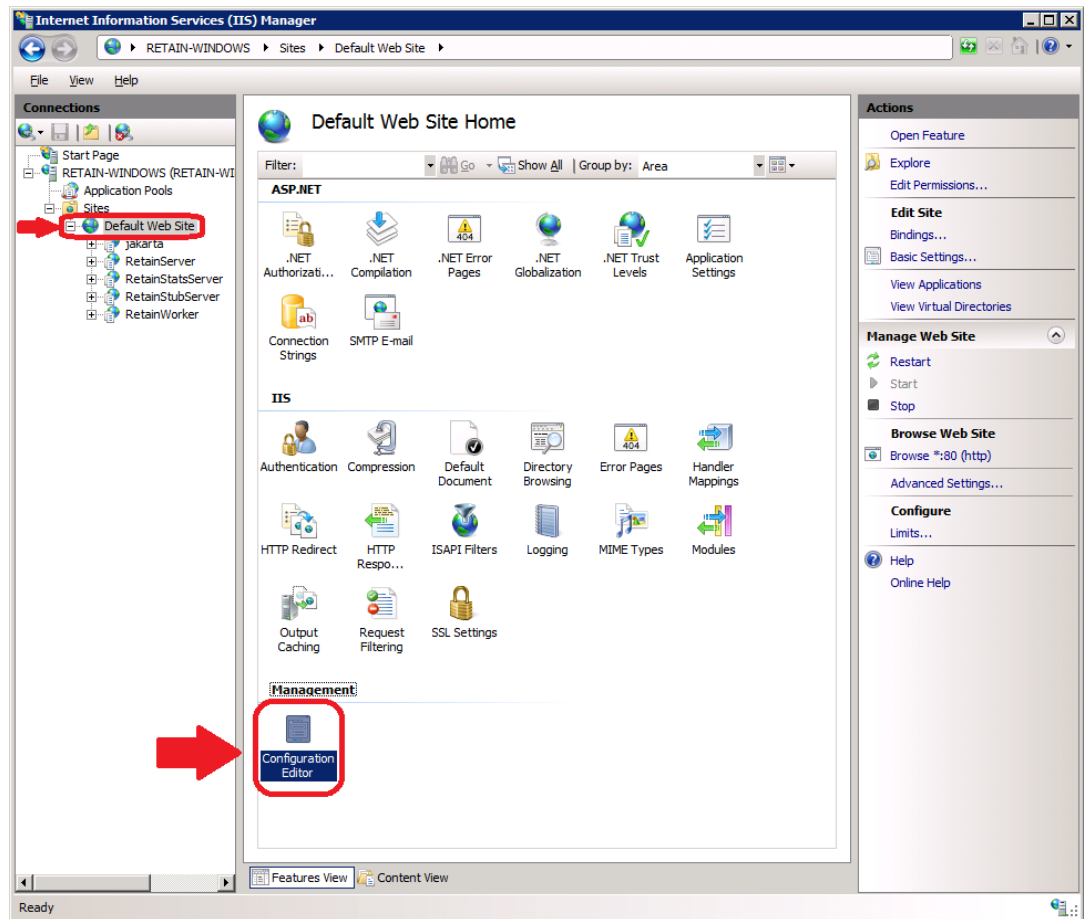 Internet Information Services (IIS) Manager
RETAIN-WINDOWS Sites Default Web Site
File View Help
Connections
Start Page
RETAIN-WINDOWS (RETAIN-WI
Application Pools
Sites
Default Web Site
jakarta
RetainServer
RetainStatsServer
RetainStubServer
RetainWorker
Default Web Site Home
Filter: Go Show All Group by: Area
ASP.NET
.NET Authorizati...
.NET Compilation
404
.NET Error Pages
.NET Globalization
.NET Trust Levels
Application Settings
ab
Connection Strings
SMTP E-mail
IIS
Authentication
Compression
Default Document
Directory Browsing
404
Error Pages
Handler Mappings
HTTP Redirect
HTTP Respo...
ISAPI Filters
Logging
MIME Types
Modules
Output Caching
Request Filtering
SSL Settings
Management
Configuration Editor
Features View
Content View
Actions
Open Feature
Explore
Edit Permissions...
Edit Site
Bindings...
Basic Settings...
View Applications
View Virtual Directories
Manage Web Site
Restart
Start
Stop
Browse Web Site
Browse *:80 (http)
Advanced Settings...
Configure
Limits...
Help
Online Help
Ready